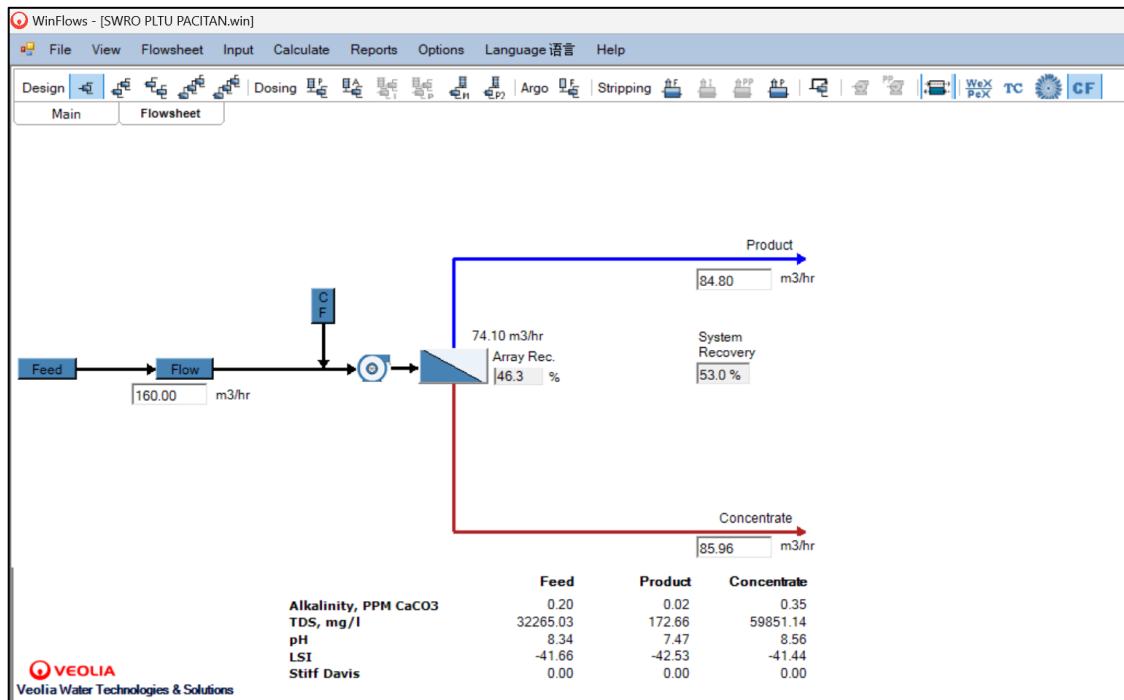 WinFlows - [SWRO PLTU PACITAN.win]
File View Flowsheet Input Calculate Reports Options Language 语言 Help
Design Dosing Argo Stripping WeX PeX TC CF
Main Flowsheet
Product
84.80 m3/hr
C
F
74.10 m3/hr
System
Recovery
Array Rec.
Feed Flow 46.3 % 53.0 %
160.00 m3/hr
Concentrate
85.96 m3/hr
Feed Product Concentrate
Alkalinity, PPM CaCO3 0.20 0.02 0.35
TDS, mg/l 32265.03 172.66 59851.14
pH 8.34 7.47 8.56
LSI -41.66 -42.53 -41.44
Stiff Davis 0.00 0.00 0.00
VEOLIA
Veolia Water Technologies & Solutions